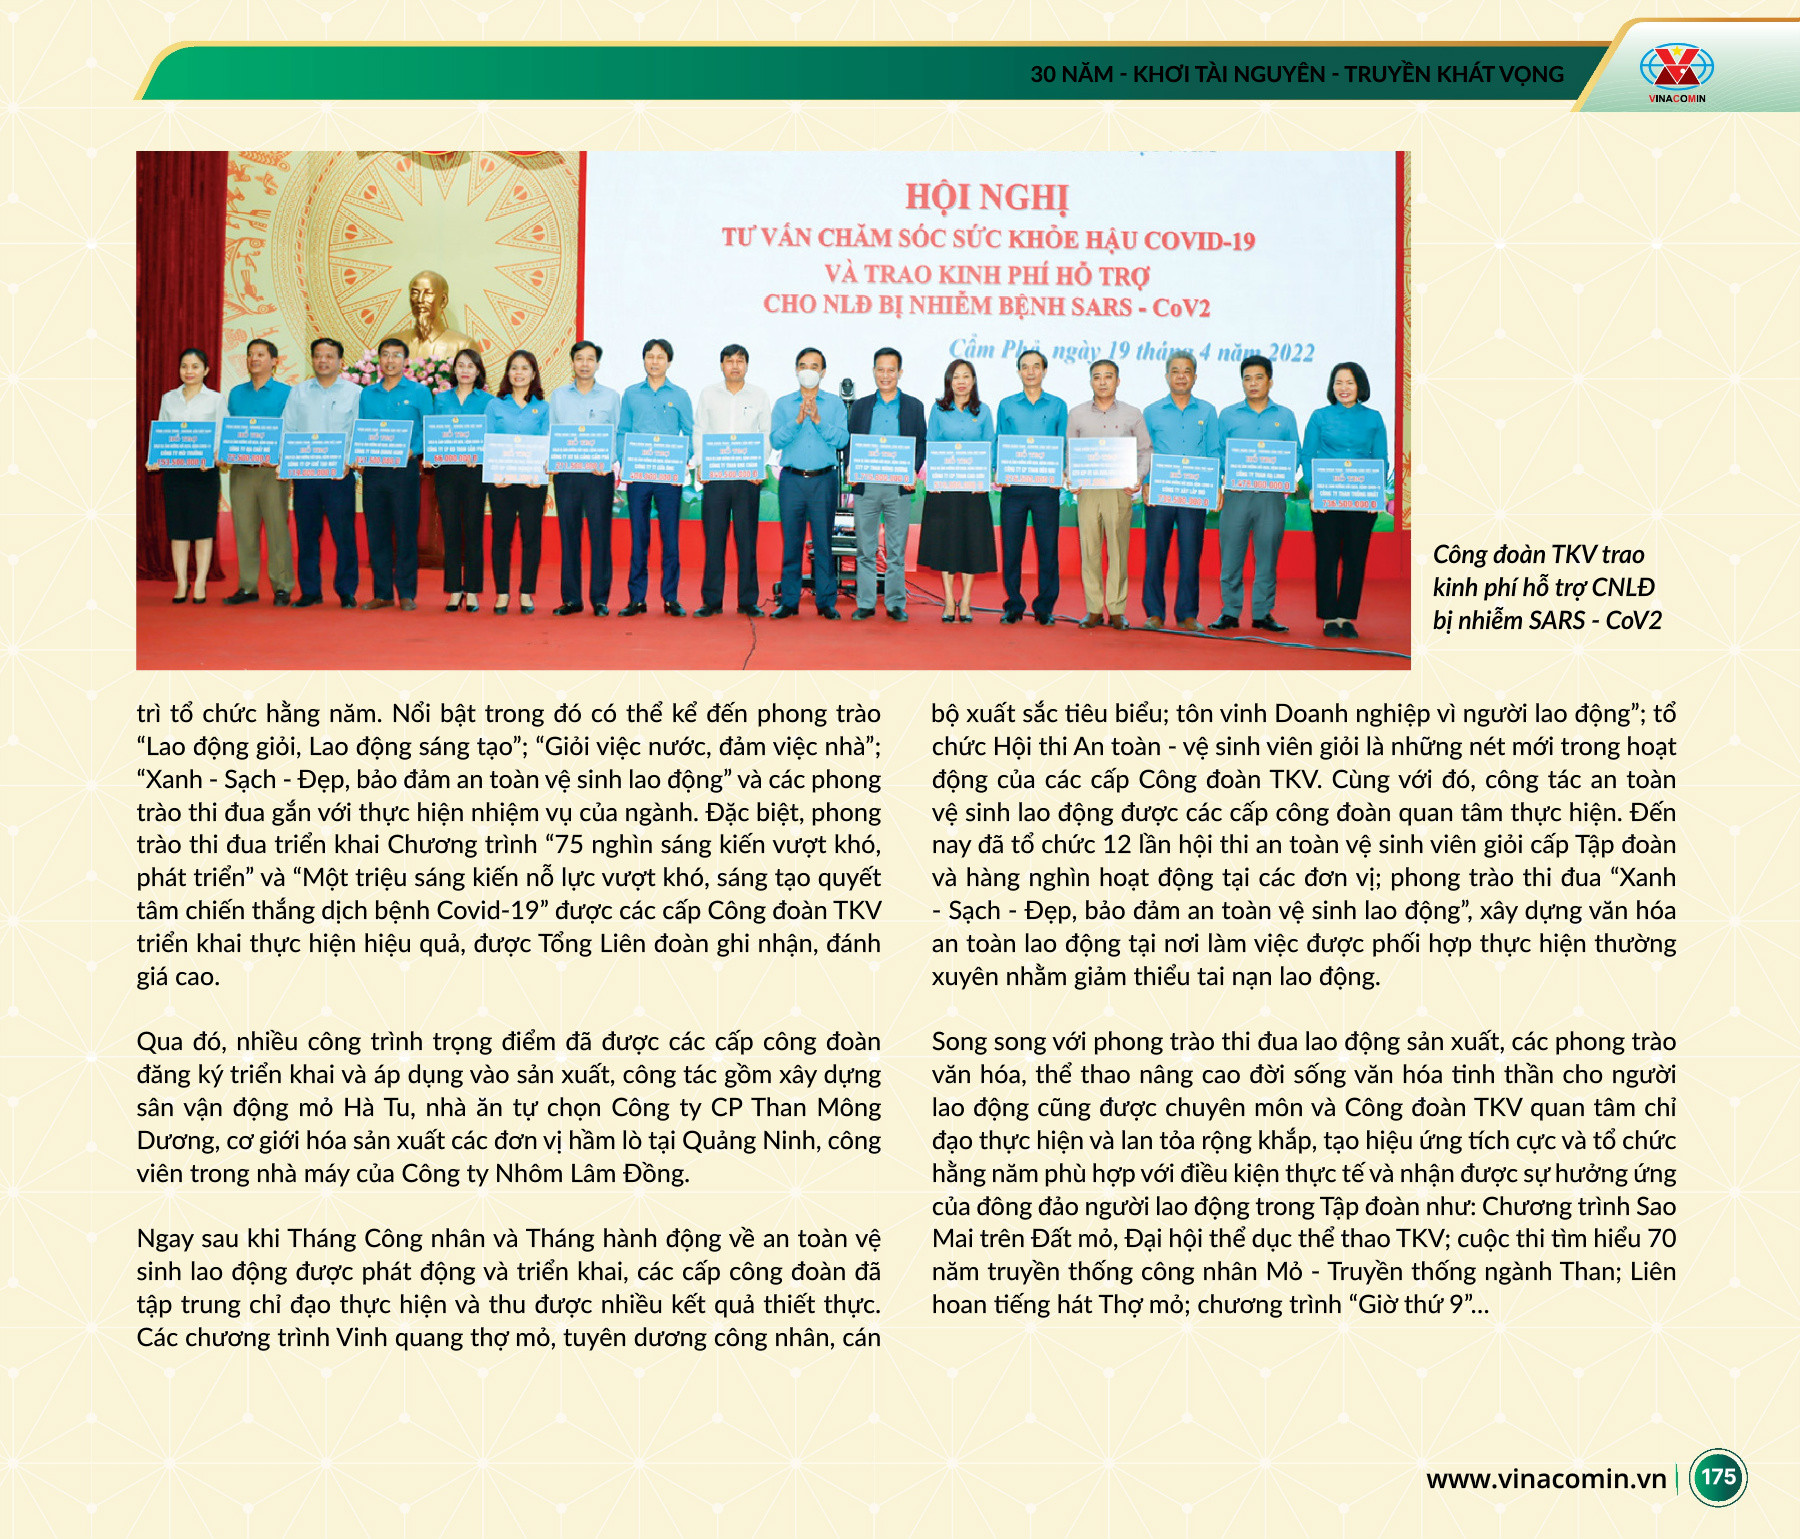 30 NĂM - KHƠI TÀI NGUYÊN - TRUYỀN KHÁT VỌNG
VINACOMIN
HỘI NGHỊ
TƯ VẤN CHĂM SÓC SỨC KHỎE HẬU COVID-19
VÀ TRAO KINH PHÍ HỖ TRỢ
CHO NLĐ BỊ NHIỄM BỆNH SARS - CoV2
Cẩm Phả, ngày 19 tháng 4 năm 2022
Công đoàn TKV trao
kinh phí hỗ trợ CNLĐ
bị nhiễm SARS - CoV2
trì tổ chức hằng năm. Nổi bật trong đó có thể kể đến phong trào
“Lao động giỏi, Lao động sáng tạo”; “Giỏi việc nước, đảm việc nhà”;
“Xanh - Sạch - Đẹp, bảo đảm an toàn vệ sinh lao động” và các phong
trào thi đua gắn với thực hiện nhiệm vụ của ngành. Đặc biệt, phong
trào thi đua triển khai Chương trình “75 nghìn sáng kiến vượt khó,
phát triển” và “Một triệu sáng kiến nỗ lực vượt khó, sáng tạo quyết
tâm chiến thắng dịch bệnh Covid-19” được các cấp Công đoàn TKV
triển khai thực hiện hiệu quả, được Tổng Liên đoàn ghi nhận, đánh
giá cao.
Qua đó, nhiều công trình trọng điểm đã được các cấp công đoàn
đăng ký triển khai và áp dụng vào sản xuất, công tác gồm xây dựng
sân vận động mỏ Hà Tu, nhà ăn tự chọn Công ty CP Than Mông
Dương, cơ giới hóa sản xuất các đơn vị hầm lò tại Quảng Ninh, công
viên trong nhà máy của Công ty Nhôm Lâm Đồng.
Ngay sau khi Tháng Công nhân và Tháng hành động về an toàn vệ
sinh lao động được phát động và triển khai, các cấp công đoàn đã
tập trung chỉ đạo thực hiện và thu được nhiều kết quả thiết thực.
Các chương trình Vinh quang thợ mỏ, tuyên dương công nhân, cán
bộ xuất sắc tiêu biểu; tôn vinh Doanh nghiệp vì người lao động”; tổ
chức Hội thi An toàn - vệ sinh viên giỏi là những nét mới trong hoạt
động của các cấp Công đoàn TKV. Cùng với đó, công tác an toàn
vệ sinh lao động được các cấp công đoàn quan tâm thực hiện. Đến
nay đã tổ chức 12 lần hội thi an toàn vệ sinh viên giỏi cấp Tập đoàn
và hàng nghìn hoạt động tại các đơn vị; phong trào thi đua “Xanh
- Sạch - Đẹp, bảo đảm an toàn vệ sinh lao động”, xây dựng văn hóa
an toàn lao động tại nơi làm việc được phối hợp thực hiện thường
xuyên nhằm giảm thiểu tai nạn lao động.
Song song với phong trào thi đua lao động sản xuất, các phong trào
văn hóa, thể thao nâng cao đời sống văn hóa tinh thần cho người
lao động cũng được chuyên môn và Công đoàn TKV quan tâm chỉ
đạo thực hiện và lan tỏa rộng khắp, tạo hiệu ứng tích cực và tổ chức
hằng năm phù hợp với điều kiện thực tế và nhận được sự hưởng ứng
của đông đảo người lao động trong Tập đoàn như: Chương trình Sao
Mai trên Đất mỏ, Đại hội thể dục thể thao TKV; cuộc thi tìm hiểu 70
năm truyền thống công nhân Mỏ - Truyền thống ngành Than; Liên
hoan tiếng hát Thợ mỏ; chương trình “Giờ thứ 9”...
www.vinacomin.vn
175